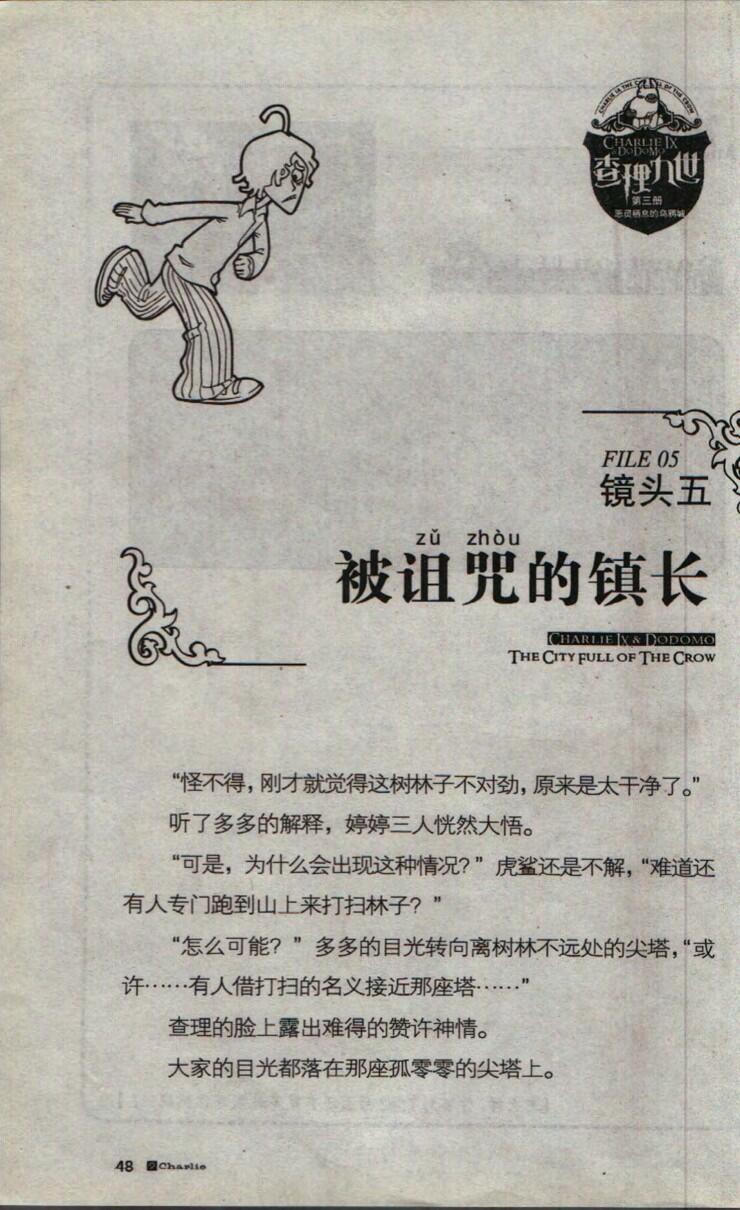 CHARLIE IX
& DODOMO
查理九世
第三册
恶灵栖息的乌鸦城
FILE 05
镜头五
zǔ zhòu
被诅咒的镇长
CHARLIE IX & DODOMO
THE CITY FULL OF THE CROW
“怪不得，刚才就觉得这树林子不对劲，原来是太干净了。”
听了多多的解释，婷婷三人恍然大悟。
“可是，为什么会出现这种情况？”虎鲨还是不解，“难道还
有人专门跑到山上来打扫林子？”
“怎么可能？”多多的目光转向离树林不远处的尖塔，“或
许……有人借打扫的名义接近那座塔……”
查理的脸上露出难得的赞许神情。
大家的目光都落在那座孤零零的尖塔上。
48 Charlie